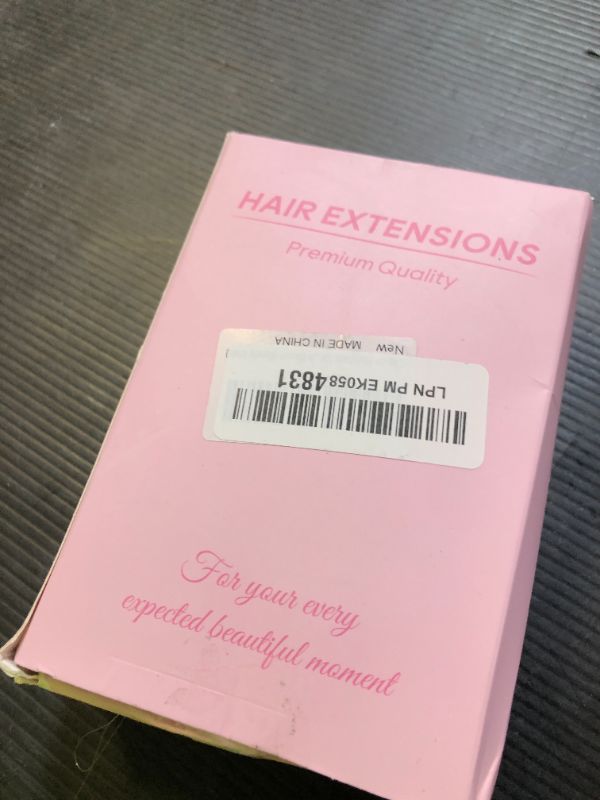 HAIR EXTENSIONS
Premium Quality
New MADE IN CHINA
LPN PM EK0584831
For your every
expected beautiful moment